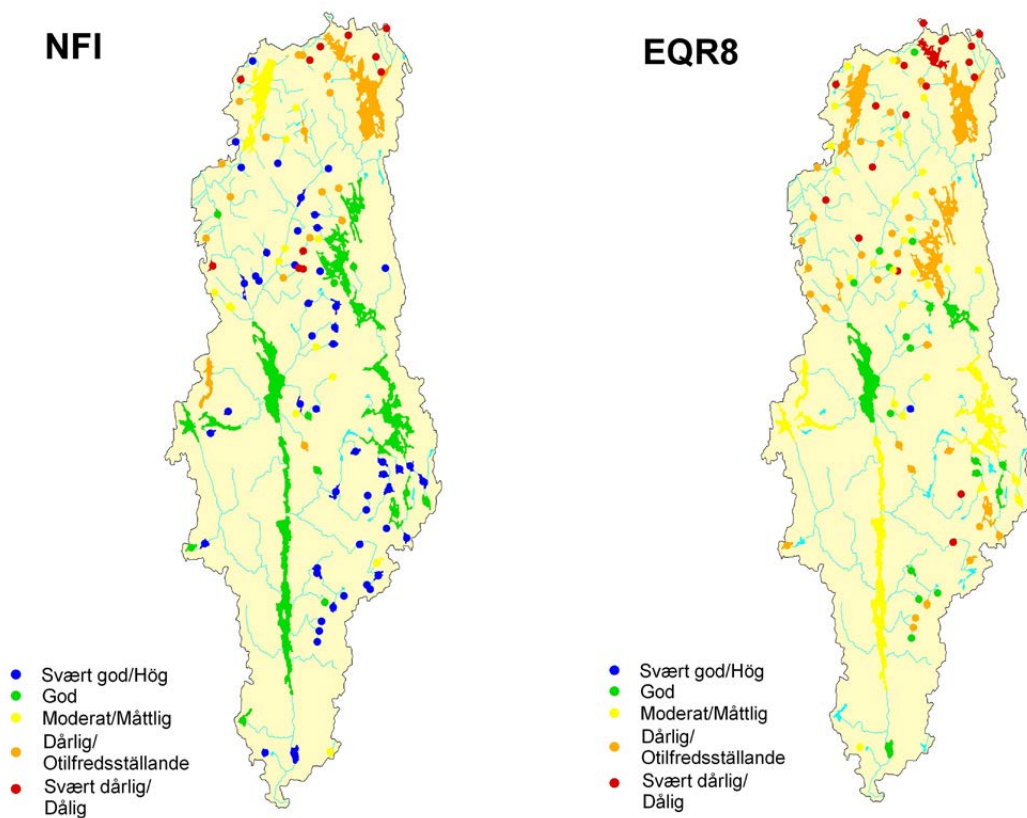 NFI
Svært god/Hög
God
Moderat/Måttlig
Dårlig/
Otilfredsställande
Svært dårlig/
Dålig
EQR8
Svært god/Hög
God
Moderat/Måttlig
Dårlig/
Otilfredsställande
Svært dårlig/
Dålig